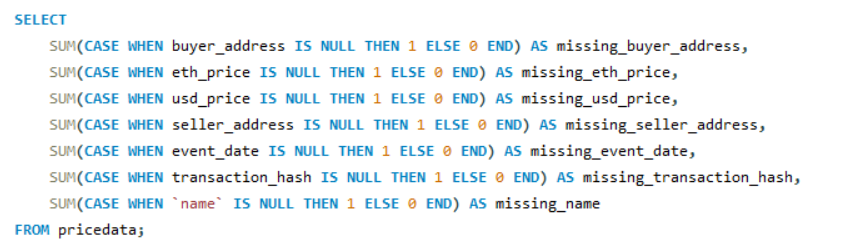 SELECT
    SUM(CASE WHEN buyer_address IS NULL THEN 1 ELSE 0 END) AS missing_buyer_address,
    SUM(CASE WHEN eth_price IS NULL THEN 1 ELSE 0 END) AS missing_eth_price,
    SUM(CASE WHEN usd_price IS NULL THEN 1 ELSE 0 END) AS missing_usd_price,
    SUM(CASE WHEN seller_address IS NULL THEN 1 ELSE 0 END) AS missing_seller_address,
    SUM(CASE WHEN event_date IS NULL THEN 1 ELSE 0 END) AS missing_event_date,
    SUM(CASE WHEN transaction_hash IS NULL THEN 1 ELSE 0 END) AS missing_transaction_hash,
    SUM(CASE WHEN `name` IS NULL THEN 1 ELSE 0 END) AS missing_name
FROM pricedata;